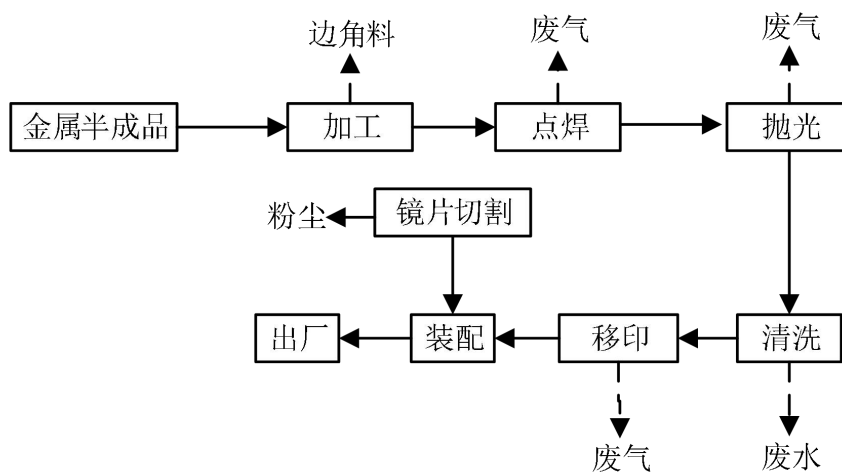 边角料
废气
废气
金属半成品
加工
点焊
抛光
粉尘
镜片切割
出厂
装配
移印
清洗
废气
废水